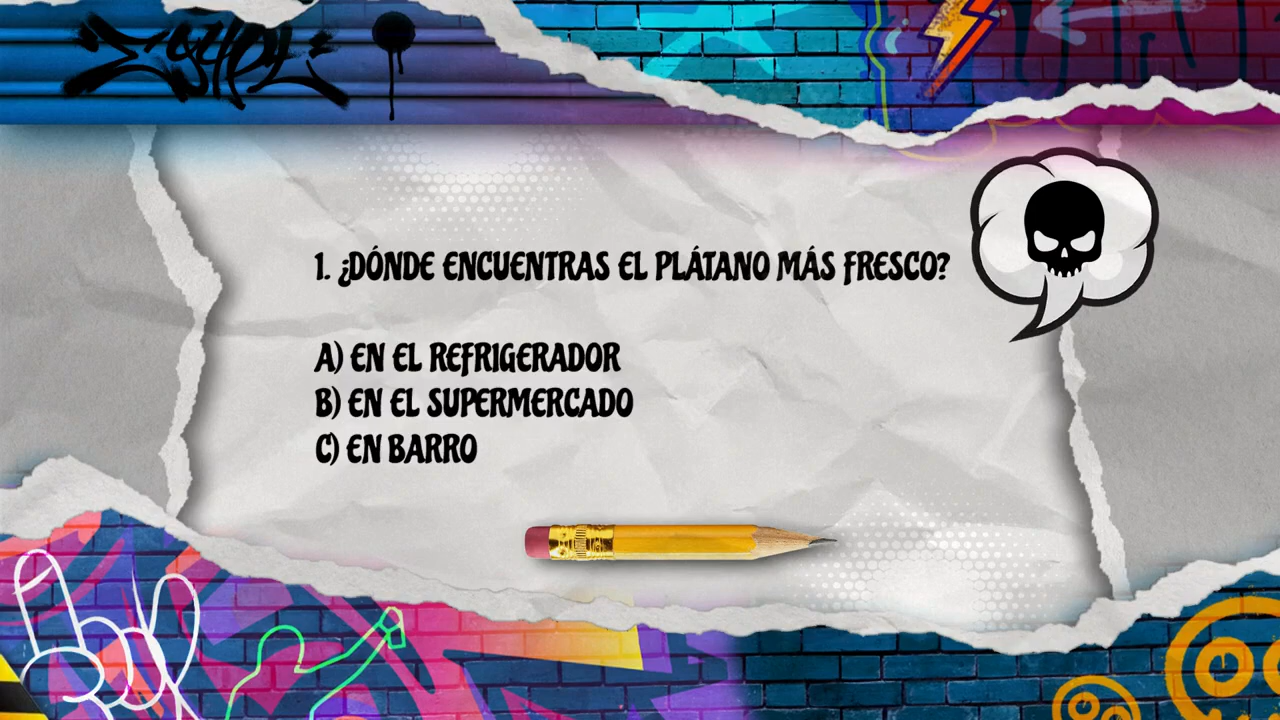 1. ¿DÓNDE ENCUENTRAS EL PLÁTANO MÁS FRESCO?
A) EN EL REFRIGERADOR
B) EN EL SUPERMERCADO
C) EN BARRO